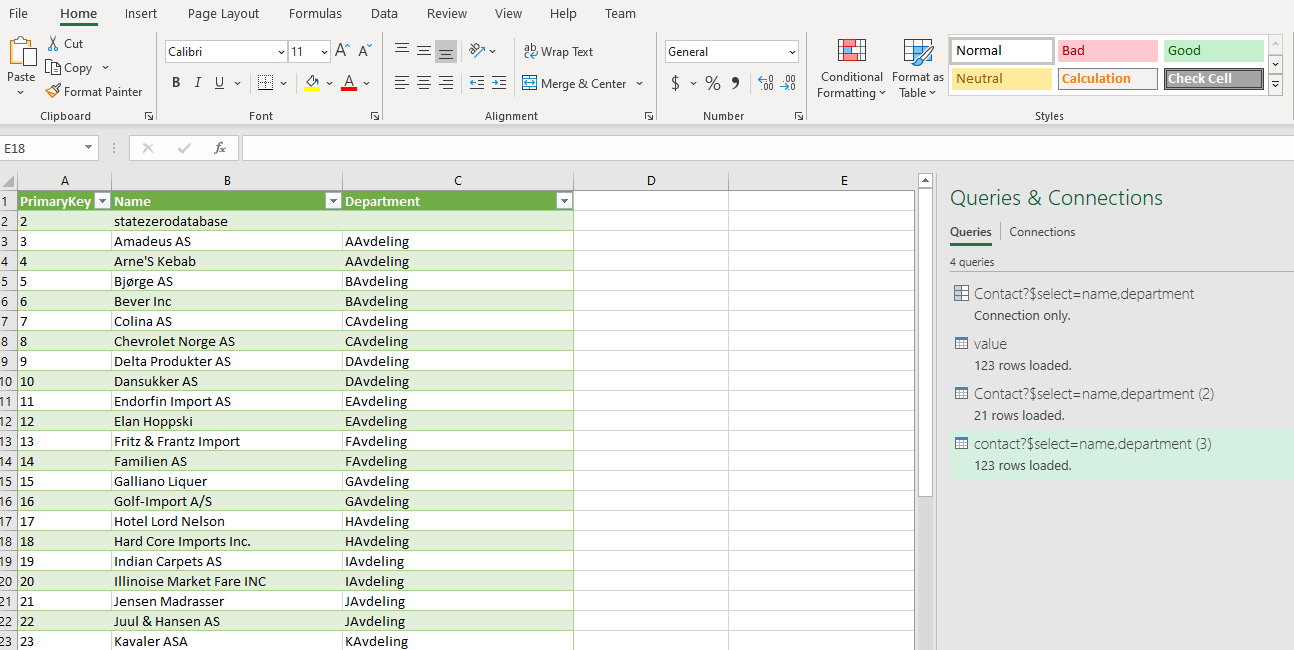 File Home Insert Page Layout Formulas Data Review View Help Team
Paste
Cut
Copy
Format Painter
Clipboard
Calibri 11 A A
B I U A
Font
ab Wrap Text
Merge & Center
Alignment
General
$ % 9 .00 .00
Number
Conditional Formatting
Format as Table
Normal Bad Good
Neutral Calculation Check Cell
Styles
E18 fx
A B C D E
1 PrimaryKey Name Department
2 2 statezerodatabase
3 3 Amadeus AS AAvdeling
4 4 Arne'S Kebab AAvdeling
5 5 Bjørge AS BAvdeling
6 6 Bever Inc BAvdeling
7 7 Colina AS CAvdeling
8 8 Chevrolet Norge AS CAvdeling
9 9 Delta Produkter AS DAvdeling
10 10 Dansukker AS DAvdeling
11 11 Endorfin Import AS EAvdeling
12 12 Elan Hoppski EAvdeling
13 13 Fritz & Frantz Import FAvdeling
14 14 Familien AS FAvdeling
15 15 Galliano Liquer GAvdeling
16 16 Golf-Import A/S GAvdeling
17 17 Hotel Lord Nelson HAvdeling
18 18 Hard Core Imports Inc. HAvdeling
19 19 Indian Carpets AS IAvdeling
20 20 Illinoise Market Fare INC IAvdeling
21 21 Jensen Madrasser JAvdeling
22 22 Juul & Hansen AS JAvdeling
23 23 Kavaler ASA KAvdeling
Queries & Connections
Queries Connections
4 queries
Contact?$select=name,department
Connection only.
value
123 rows loaded.
Contact?$select=name,department (2)
21 rows loaded.
contact?$select=name,department (3)
123 rows loaded.